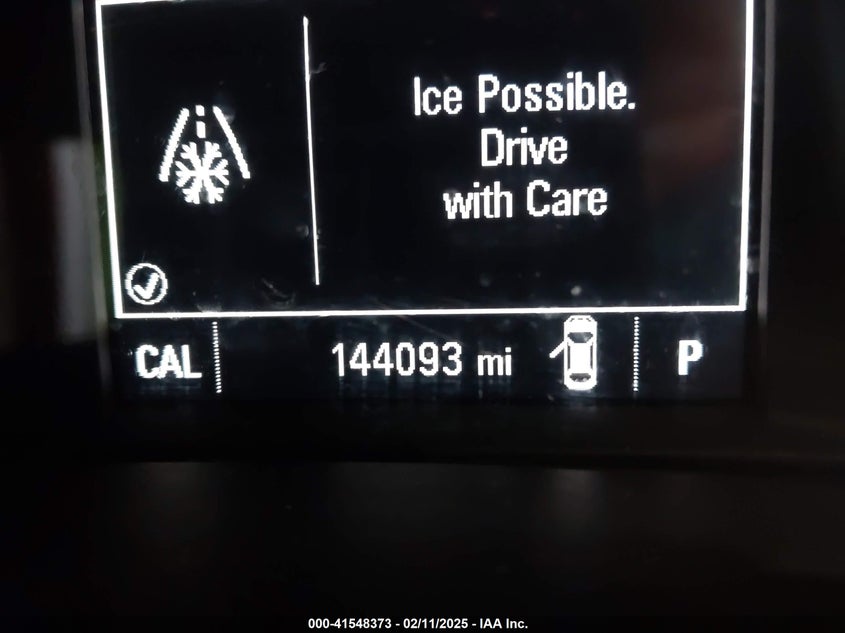 Ice Possible.
Drive
with Care
CAL
144093 mi
P
000-41548373 - 02/11/2025 - IAA Inc.